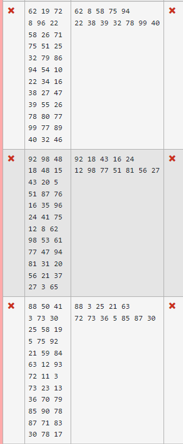 62 19 72
8 96 22
58 26 71
75 51 25
32 79 86
94 54 10
22 34 16
38 27 47
39 55 26
78 80 77
99 77 89
40 32 46
62 8 58 75 94
22 38 39 32 78 99 40
92 98 48
18 48 15
43 20 5
51 87 76
16 35 96
24 41 75
12 8 62
98 53 61
77 47 94
81 31 20
56 21 37
27 3 65
92 18 43 16 24
12 98 77 51 81 56 27
88 50 41
3 73 30
25 58 19
5 75 92
21 59 84
63 12 93
72 11 3
73 23 13
36 70 79
85 90 78
87 71 83
30 78 17
88 3 25 21 63
72 73 36 5 85 87 30